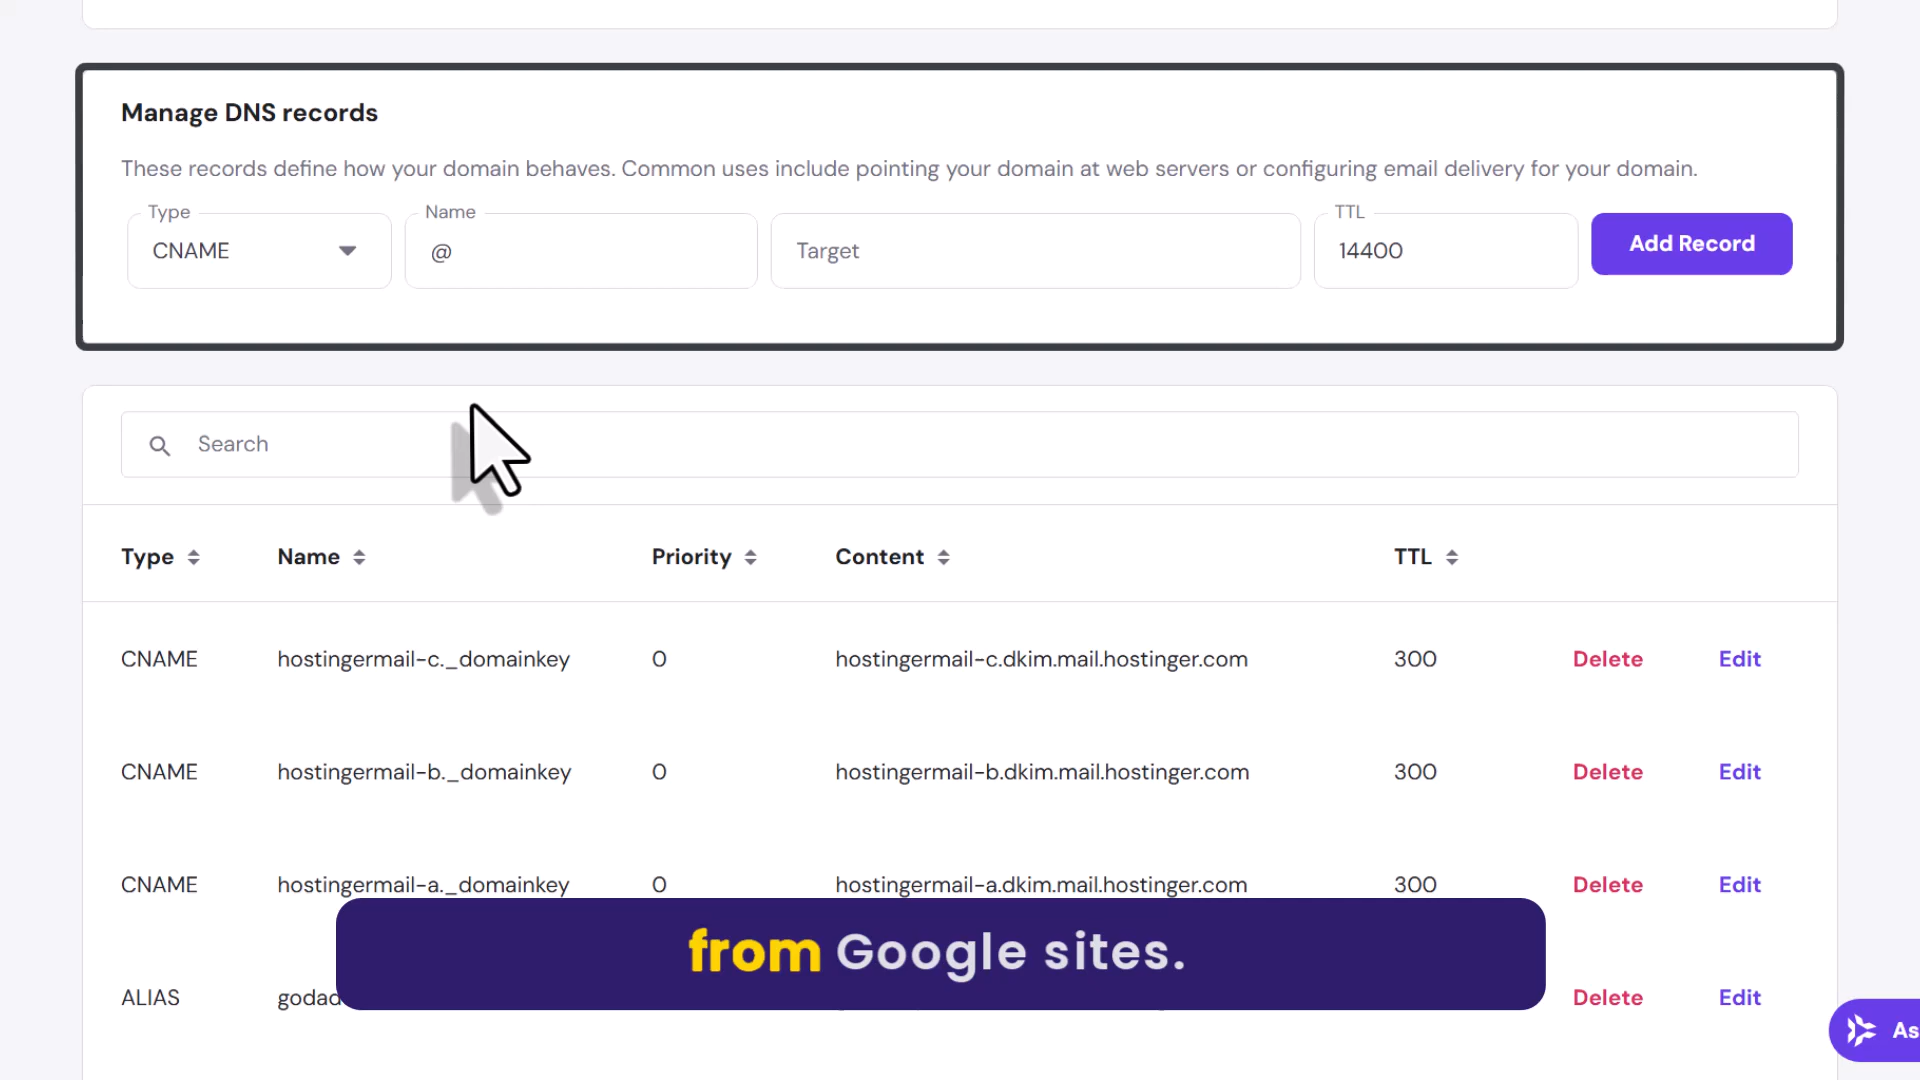 Manage DNS records
These records define how your domain behaves. Common uses include pointing your domain at web servers or configuring email delivery for your domain.
Type Name TTL
CNAME @ Target 14400 Add Record
Search
Type Name Priority Content TTL
CNAME hostingermail-c._domainkey 0 hostingermail-c.dkim.mail.hostinger.com 300 Delete Edit
CNAME hostingermail-b._domainkey 0 hostingermail-b.dkim.mail.hostinger.com 300 Delete Edit
CNAME hostingermail-a._domainkey 0 hostingermail-a.dkim.mail.hostinger.com 300 Delete Edit
from Google sites.
ALIAS godad Delete Edit
As